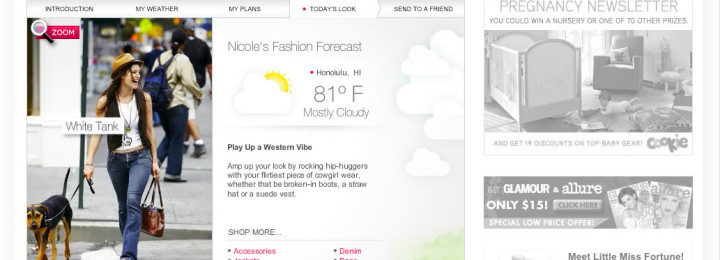 INTRODUCTION
MY WEATHER
MY PLANS
TODAY'S LOOK
SEND TO A FRIEND
ZOOM
White Tank
Nicole's Fashion Forecast
Honolulu, HI
81° F
Mostly Cloudy
Play Up a Western Vibe
Amp up your look by rocking hip-huggers
with your flirtiest piece of cowgirl wear,
whether that be broken-in boots, a straw
hat or a suede vest.
SHOP MORE...
Accessories
Denim
PREGNANCY NEWSLETTER
YOU COULD WIN A NURSERY OR ONE OF 70 OTHER PRIZES.
AND GET 19 DISCOUNTS ON TOP BABY GEAR!
cookie
GET GLAMOUR & allure
ONLY $15! CLICK HERE!
SPECIAL LOW PRICE OFFER!
Meet Little Miss Fortune!